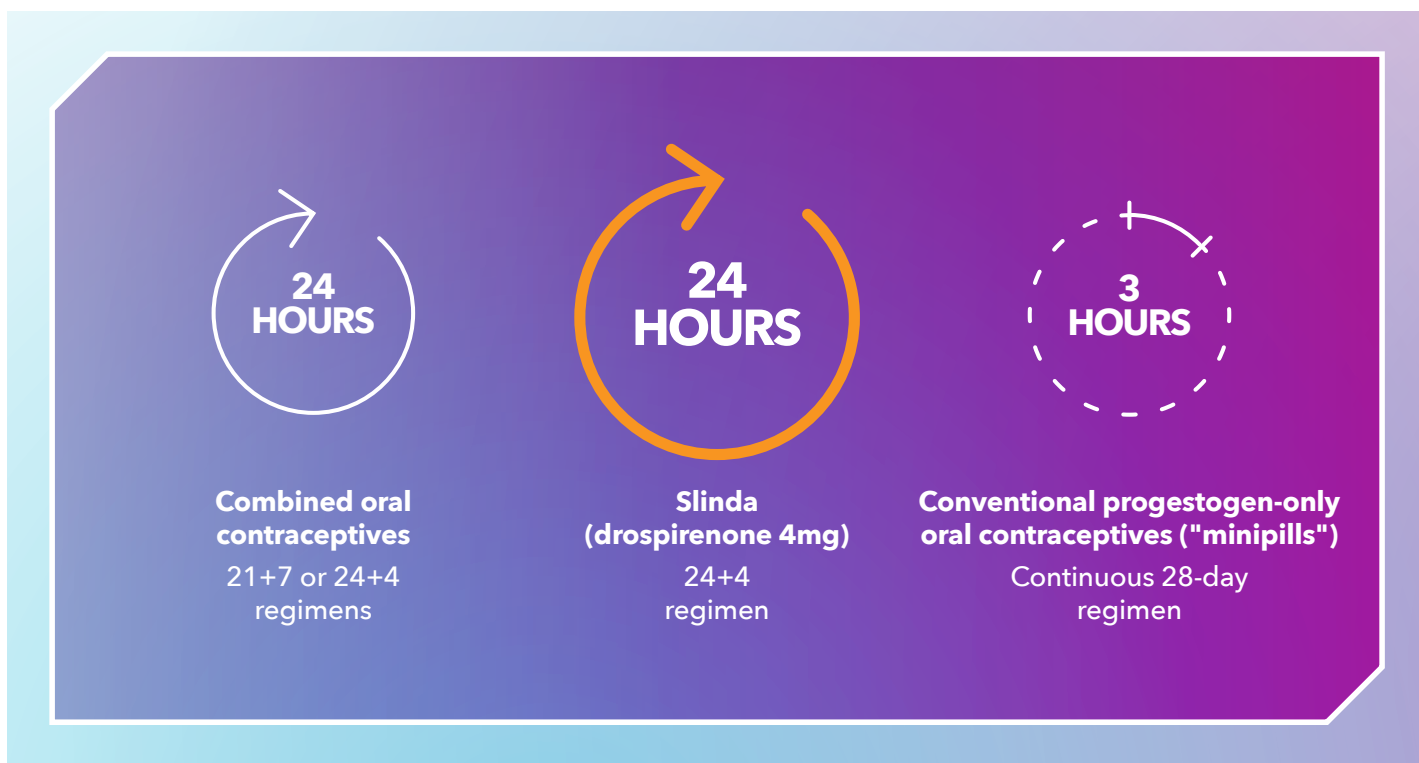 24
HOURS
Combined oral
contraceptives
21+7 or 24+4
regimens
24
HOURS
Slinda
(drospirenone 4mg)
24+4
regimen
3
HOURS
Conventional progestogen-only
oral contraceptives ("minipills")
Continuous 28-day
regimen